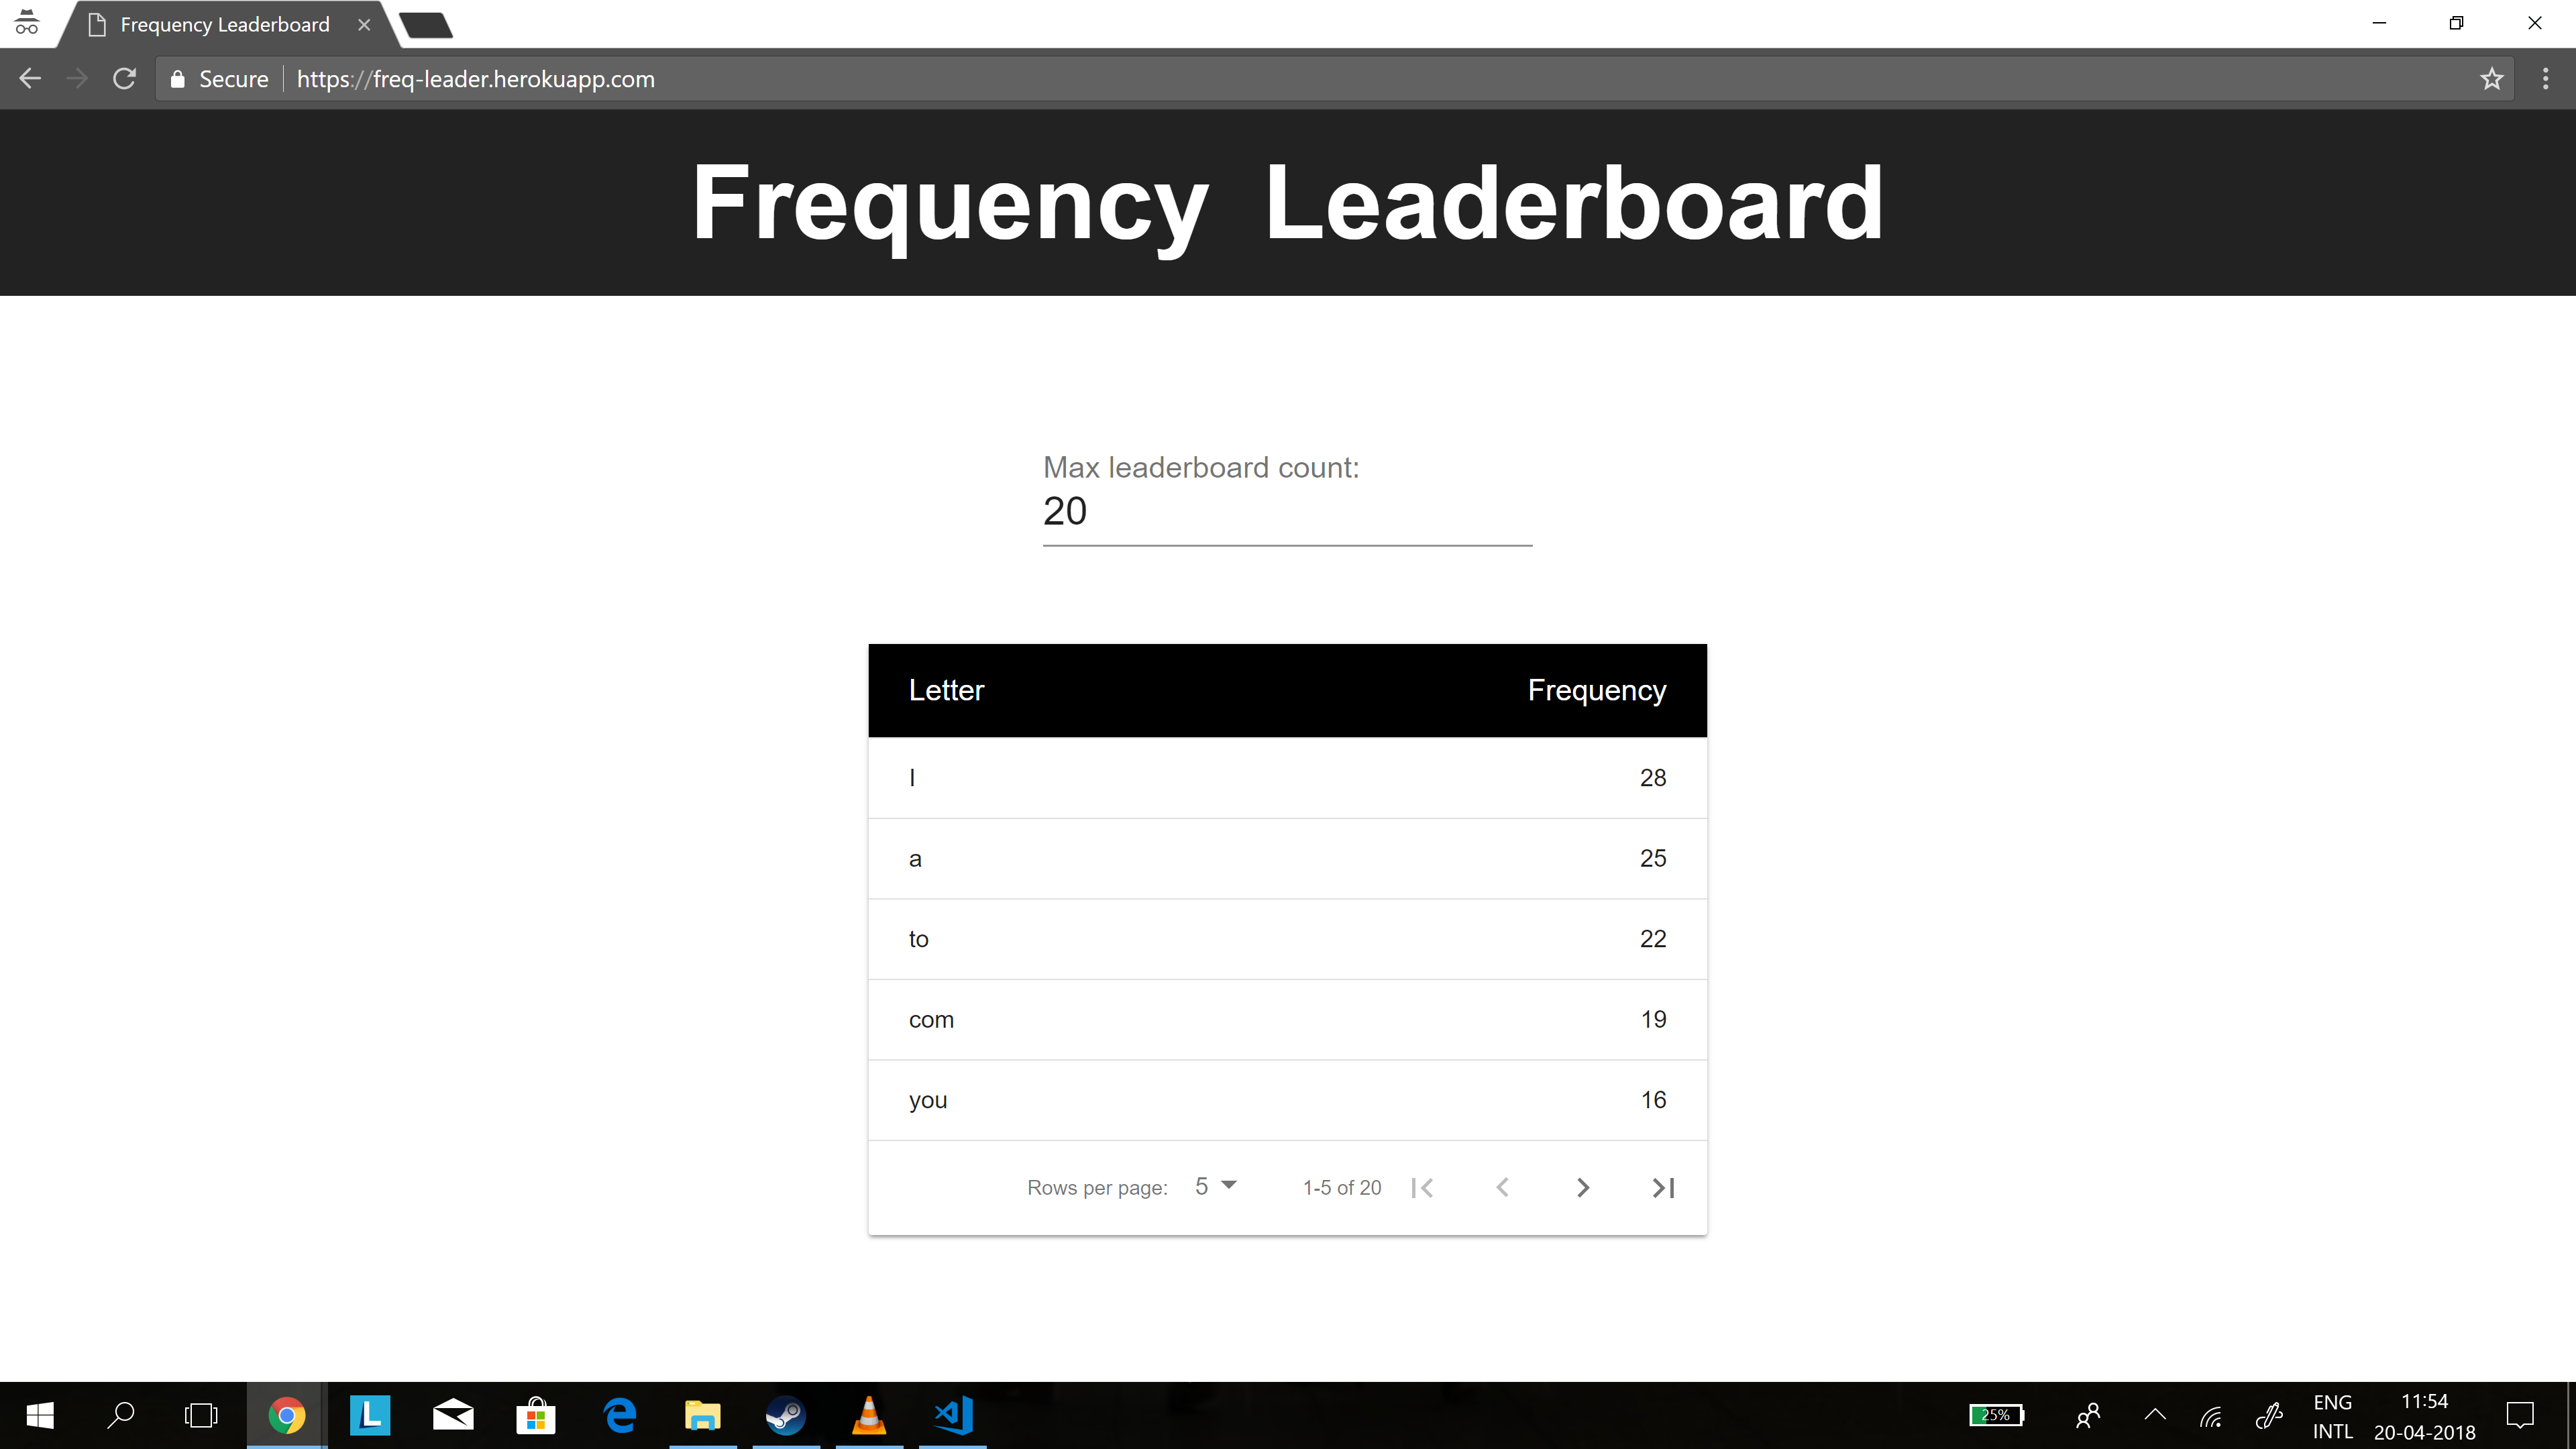 Frequency Leaderboard
Secure https://freq-leader.herokuapp.com
Frequency Leaderboard
Max leaderboard count:
20
Letter Frequency
I 28
a 25
to 22
com 19
you 16
Rows per page: 5 1-5 of 20
L
25%
ENG 11:54
INTL 20-04-2018